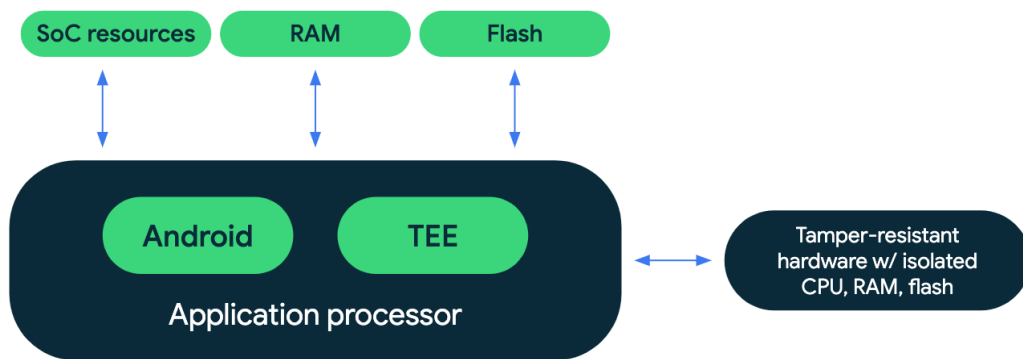 SoC resources
RAM
Flash
Android
TEE
Application processor
Tamper-resistant
hardware w/ isolated
CPU, RAM, flash